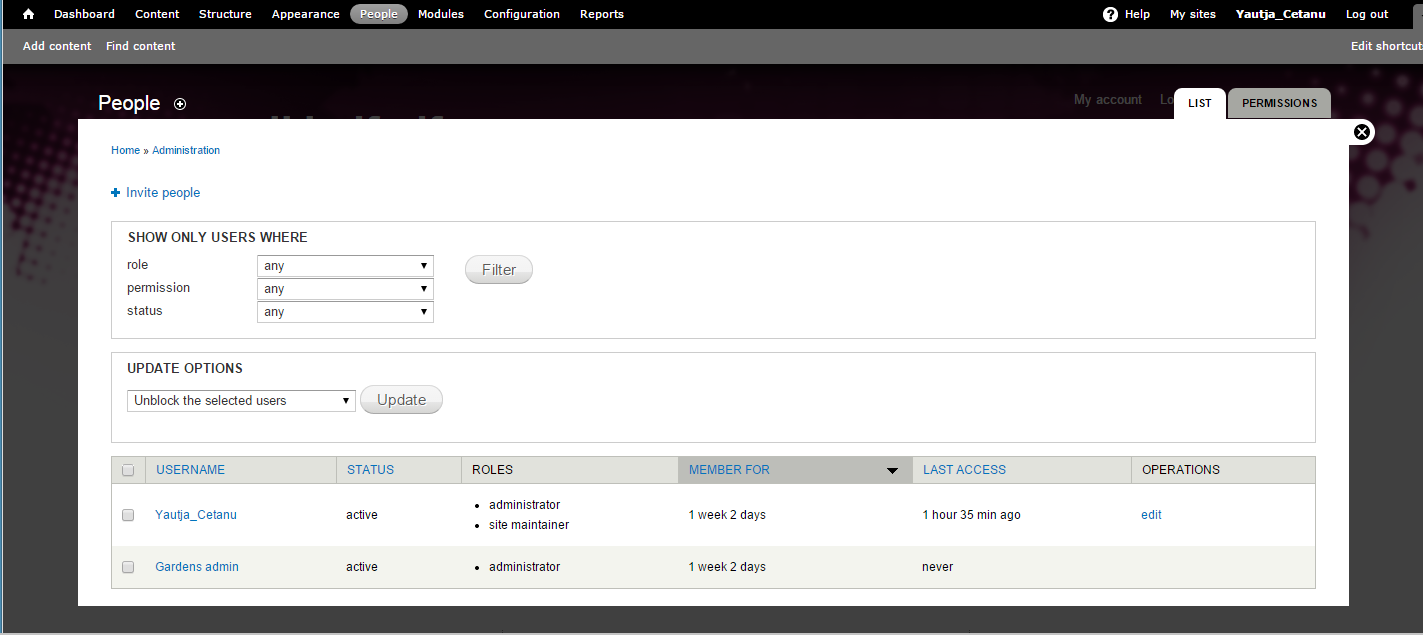 Dashboard Content Structure Appearance People Modules Configuration Reports ? Help My sites Yautja_Cetanu Log out
Add content Find content Edit shortcut
People My account Lo LIST PERMISSIONS
Home » Administration
Invite people
SHOW ONLY USERS WHERE
role any Filter
permission any
status any
UPDATE OPTIONS
Unblock the selected users Update
USERNAME STATUS ROLES MEMBER FOR LAST ACCESS OPERATIONS
Yautja_Cetanu active administrator 1 week 2 days 1 hour 35 min ago edit
site maintainer
Gardens admin active administrator 1 week 2 days never